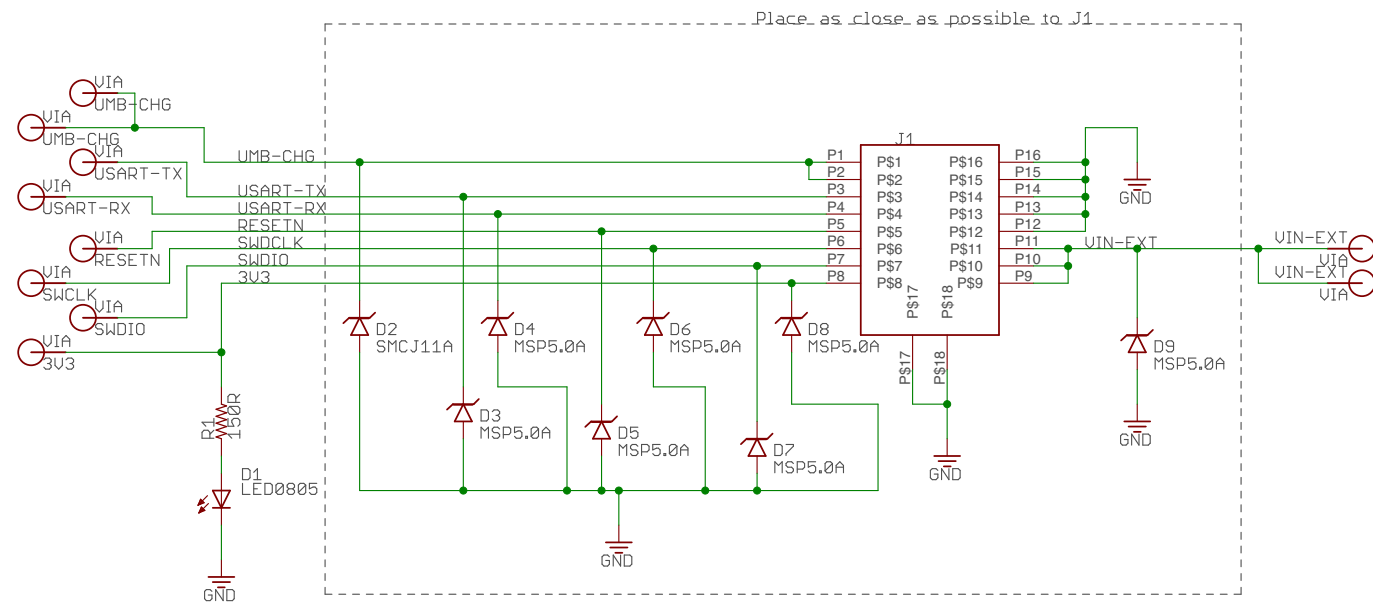 Place as close as possible to J1
VIA
UMB-CHG
VIA
UMB-CHG
VIA
USART-TX
VIA
USART-RX
VIA
RESETN
VIA
SWCLK
VIA
SWDIO
VIA
3V3
UMB-CHG
USART-TX
USART-RX
RESETN
SWDCLK
SWDIO
3V3
J1
P1 P$1 P$16 P16
P2 P$2 P$15 P15
P3 P$3 P$14 P14
P4 P$4 P$13 P13
P5 P$5 P$12 P12
P6 P$6 P$11 P11
P7 P$7 P$10 P10
P8 P$8 P$9 P9
P$17 P$18
P$17 P$18
GND
VIN-EXT
VIN-EXT
VIA
VIN-EXT
VIA
D2
SMCJ11A
D4
MSP5.0A
D6
MSP5.0A
D8
MSP5.0A
D9
MSP5.0A
D3
MSP5.0A
D5
MSP5.0A
D7
MSP5.0A
R1
150R
D1
LED0805
GND
GND
GND
GND